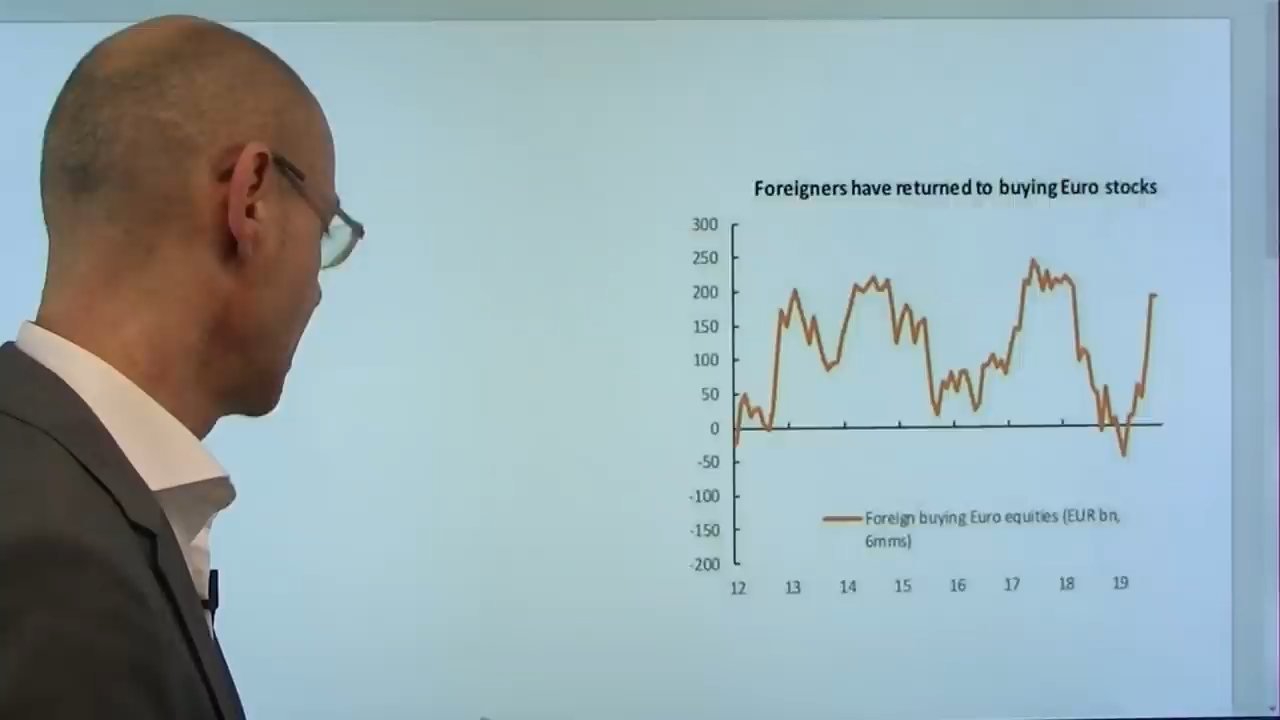 Foreigners have returned to buying Euro stocks
300
250
200
150
100
50
0
-50
-100
-150
-200
Foreign buying Euro equities (EUR bn,
6mms)
12 13 14 15 16 17 18 19